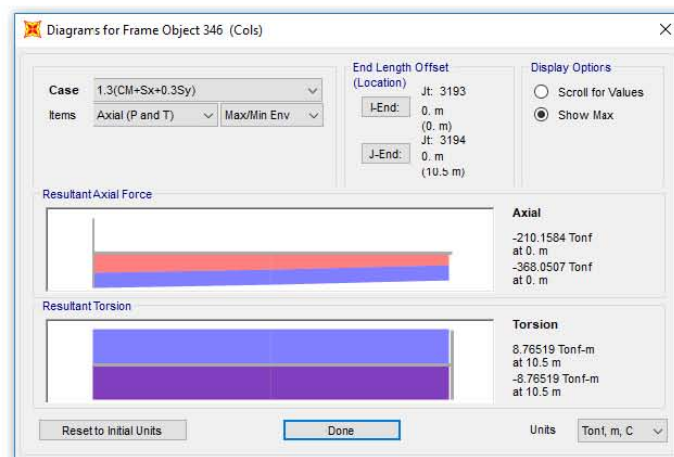 Diagrams for Frame Object 346 (Cols)
Case 1.3(CM+Sx+0.3Sy)
Items Axial (P and T) Max/Min Env
End Length Offset
(Location)
I-End: Jt: 3193
0. m
(0. m)
J-End: Jt: 3194
0. m
(10.5 m)
Display Options
Scroll for Values
Show Max
Resultant Axial Force
Axial
-210.1584 Tonf
at 0. m
-368.0507 Tonf
at 0. m
Resultant Torsion
Torsion
8.76519 Tonf-m
at 10.5 m
-8.76519 Tonf-m
at 10.5 m
Reset to Initial Units
Done
Units Tonf, m, C